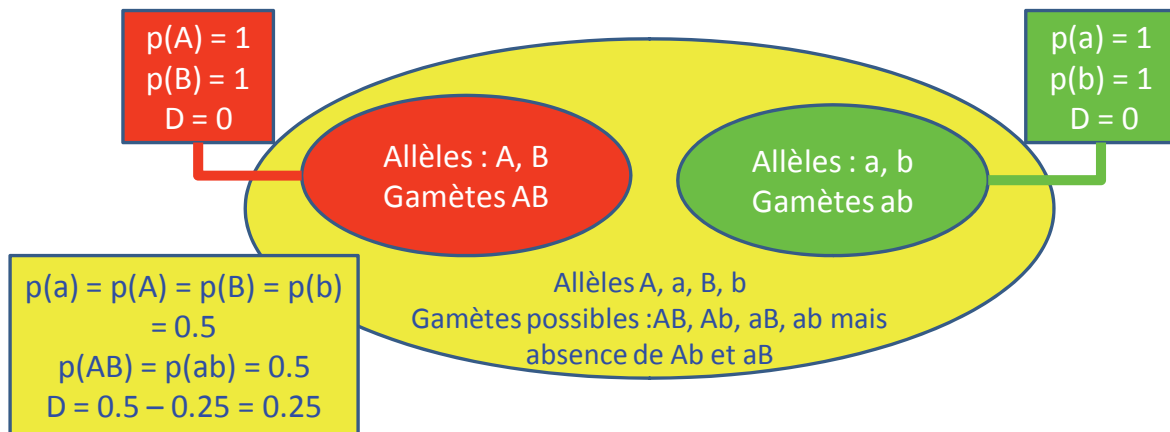 p(A) = 1
p(B) = 1
D = 0
p(a) = 1
p(b) = 1
D = 0
Allèles : A, B
Gamètes AB
Allèles : a, b
Gamètes ab
Allèles A, a, B, b
Gamètes possibles :AB, Ab, aB, ab mais
absence de Ab et aB
p(a) = p(A) = p(B) = p(b)
= 0.5
p(AB) = p(ab) = 0.5
D = 0.5 – 0.25 = 0.25